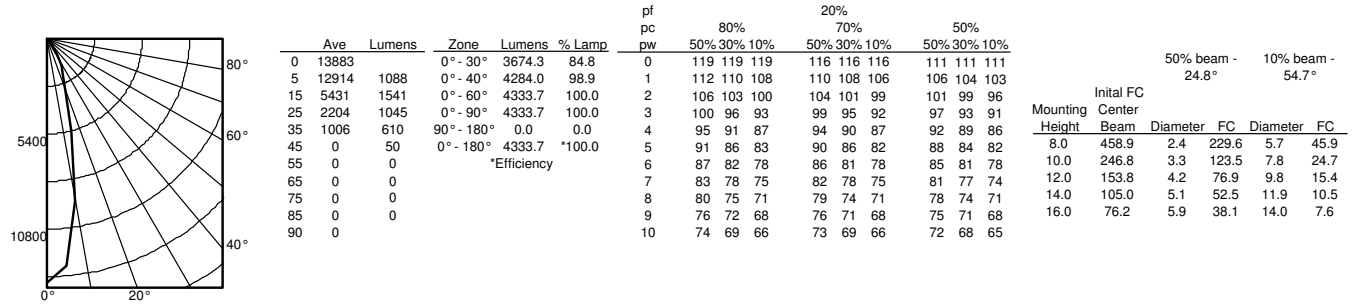 5400
10800
0°
20°
40°
60°
80°
Ave Lumens
0 13883
5 12914 1088
15 5431 1541
25 2204 1045
35 1006 610
45 0 50
55 0 0
65 0 0
75 0 0
85 0 0
90 0
Zone Lumens % Lamp
0° - 30° 3674.3 84.8
0° - 40° 4284.0 98.9
0° - 60° 4333.7 100.0
0° - 90° 4333.7 100.0
90° - 180° 0.0 0.0
0° - 180° 4333.7 *100.0
*Efficiency
pf 20%
pc 80% 70% 50%
pw 50% 30% 10% 50% 30% 10% 50% 30% 10%
0 119 119 119 116 116 116 111 111 111
1 112 110 108 110 108 106 106 104 103
2 106 103 100 104 101 99 101 99 96
3 100 96 93 99 95 92 97 93 91
4 95 91 87 94 90 87 92 89 86
5 91 86 83 90 86 82 88 84 82
6 87 82 78 86 81 78 85 81 78
7 83 78 75 82 78 75 81 77 74
8 80 75 71 79 74 71 78 74 71
9 76 72 68 76 71 68 75 71 68
10 74 69 66 73 69 66 72 68 65
50% beam - 10% beam -
24.8° 54.7°
Inital FC
Mounting Center
Height Beam Diameter FC Diameter FC
8.0 458.9 2.4 229.6 5.7 45.9
10.0 246.8 3.3 123.5 7.8 24.7
12.0 153.8 4.2 76.9 9.8 15.4
14.0 105.0 5.1 52.5 11.9 10.5
16.0 76.2 5.9 38.1 14.0 7.6